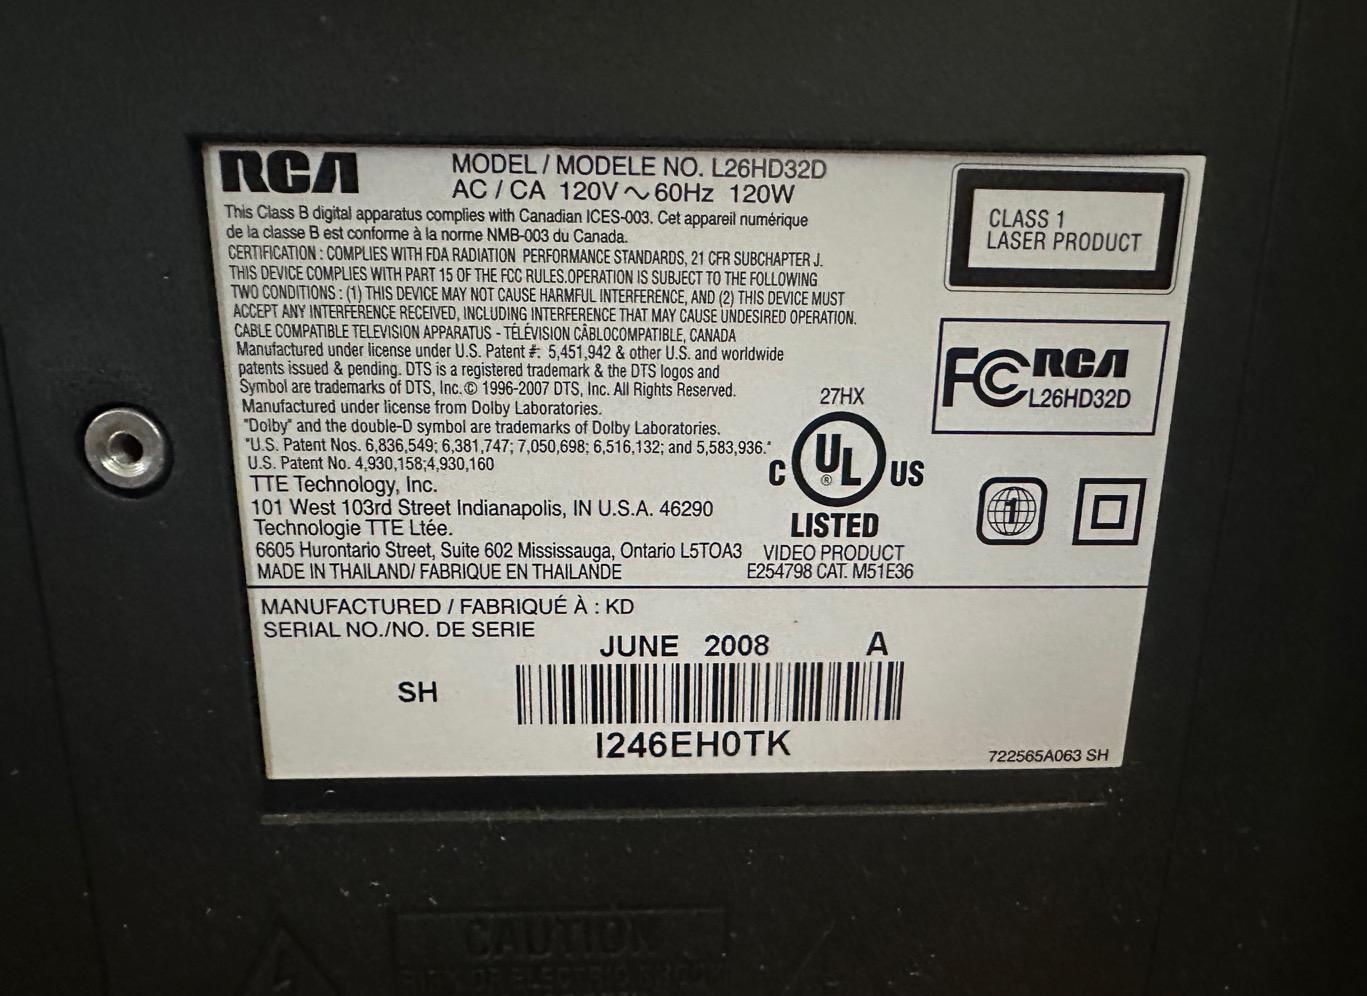 RCA
MODEL / MODELE NO. L26HD32D
AC / CA 120V ~ 60Hz 120W
This Class B digital apparatus complies with Canadian ICES-003. Cet appareil numérique
de la classe B est conforme à la norme NMB-003 du Canada.
CERTIFICATION : COMPLIES WITH FDA RADIATION PERFORMANCE STANDARDS, 21 CFR SUBCHAPTER J.
THIS DEVICE COMPLIES WITH PART 15 OF THE FCC RULES.OPERATION IS SUBJECT TO THE FOLLOWING
TWO CONDITIONS : (1) THIS DEVICE MAY NOT CAUSE HARMFUL INTERFERENCE, AND (2) THIS DEVICE MUST
ACCEPT ANY INTERFERENCE RECEIVED, INCLUDING INTERFERENCE THAT MAY CAUSE UNDESIRED OPERATION.
CABLE COMPATIBLE TELEVISION APPARATUS - TÉLÉVISION CÂBLOCOMPATIBLE, CANADA
Manufactured under license under U.S. Patent #: 5,451,942 & other U.S. and worldwide
patents issued & pending. DTS is a registered trademark & the DTS logos and
Symbol are trademarks of DTS, Inc.© 1996-2007 DTS, Inc. All Rights Reserved.
Manufactured under license from Dolby Laboratories.
"Dolby" and the double-D symbol are trademarks of Dolby Laboratories.
"U.S. Patent Nos. 6,836,549; 6,381,747; 7,050,698; 6,516,132; and 5,583,936."
U.S. Patent No. 4,930,158;4,930,160
TTE Technology, Inc.
101 West 103rd Street Indianapolis, IN U.S.A. 46290
Technologie TTE Ltée.
6605 Hurontario Street, Suite 602 Mississauga, Ontario L5TOA3
MADE IN THAILAND/ FABRIQUE EN THAILANDE
CLASS 1
LASER PRODUCT
FC RCA
L26HD32D
27HX
C UL ® US
LISTED
VIDEO PRODUCT
E254798 CAT. M51E36
1
MANUFACTURED / FABRIQUÉ À : KD
SERIAL NO./NO. DE SERIE
JUNE 2008 A
SH
I246EH0TK
722565A063 SH
CAUTION
RISK OF ELECTRIC SHOCK